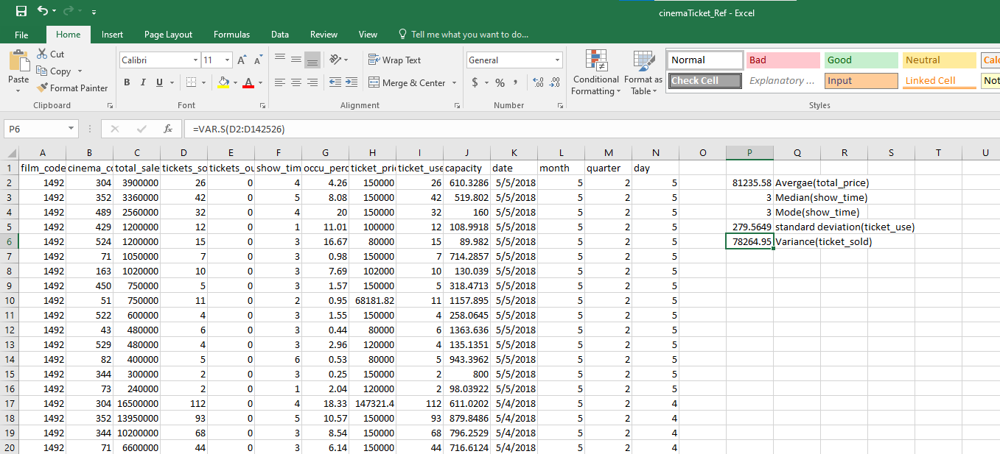 cinemaTicket_Ref - Excel
File Home Insert Page Layout Formulas Data Review View Tell me what you want to do...
Paste Cut Copy Format Painter Clipboard
Calibri 11 A A B I U A Font
Wrap Text Merge & Center Alignment
General $ % , .00 .00 Number
Conditional Formatting Format as Table
Normal Bad Good Neutral Calc
Check Cell Explanatory ... Input Linked Cell Not
Styles
P6 fx =VAR.S(D2:D142526)
A B C D E F G H I J K L M N O P Q R S T U
1 film_code cinema_co total_sale tickets_so tickets_ou show_tim occu_perc ticket_pric ticket_use capacity date month quarter day
2 1492 304 3900000 26 0 4 4.26 150000 26 610.3286 5/5/2018 5 2 5 81235.58 Avergae(total_price)
3 1492 352 3360000 42 0 5 8.08 150000 42 519.802 5/5/2018 5 2 5 3 Median(show_time)
4 1492 489 2560000 32 0 4 20 150000 32 160 5/5/2018 5 2 5 3 Mode(show_time)
5 1492 429 1200000 12 0 1 11.01 100000 12 108.9918 5/5/2018 5 2 5 279.5649 standard deviation(ticket_use)
6 1492 524 1200000 15 0 3 16.67 80000 15 89.982 5/5/2018 5 2 5 78264.95 Variance(ticket_sold)
7 1492 71 1050000 7 0 3 0.98 150000 7 714.2857 5/5/2018 5 2 5
8 1492 163 1020000 10 0 3 7.69 102000 10 130.039 5/5/2018 5 2 5
9 1492 450 750000 5 0 3 1.57 150000 5 318.4713 5/5/2018 5 2 5
10 1492 51 750000 11 0 2 0.95 68181.82 11 1157.895 5/5/2018 5 2 5
11 1492 522 600000 4 0 3 1.55 150000 4 258.0645 5/5/2018 5 2 5
12 1492 43 480000 6 0 3 0.44 80000 6 1363.636 5/5/2018 5 2 5
13 1492 529 480000 4 0 3 2.96 120000 4 135.1351 5/5/2018 5 2 5
14 1492 82 400000 5 0 6 0.53 80000 5 943.3962 5/5/2018 5 2 5
15 1492 344 300000 2 0 3 0.25 150000 2 800 5/5/2018 5 2 5
16 1492 73 240000 2 0 1 2.04 120000 2 98.03922 5/5/2018 5 2 5
17 1492 304 16500000 112 0 4 18.33 147321.4 112 611.0202 5/4/2018 5 2 4
18 1492 352 13950000 93 0 5 10.57 150000 93 879.8486 5/4/2018 5 2 4
19 1492 344 10200000 68 0 3 8.54 150000 68 796.2529 5/4/2018 5 2 4
20 1492 71 6600000 44 0 3 6.14 150000 44 716.6124 5/4/2018 5 2 4